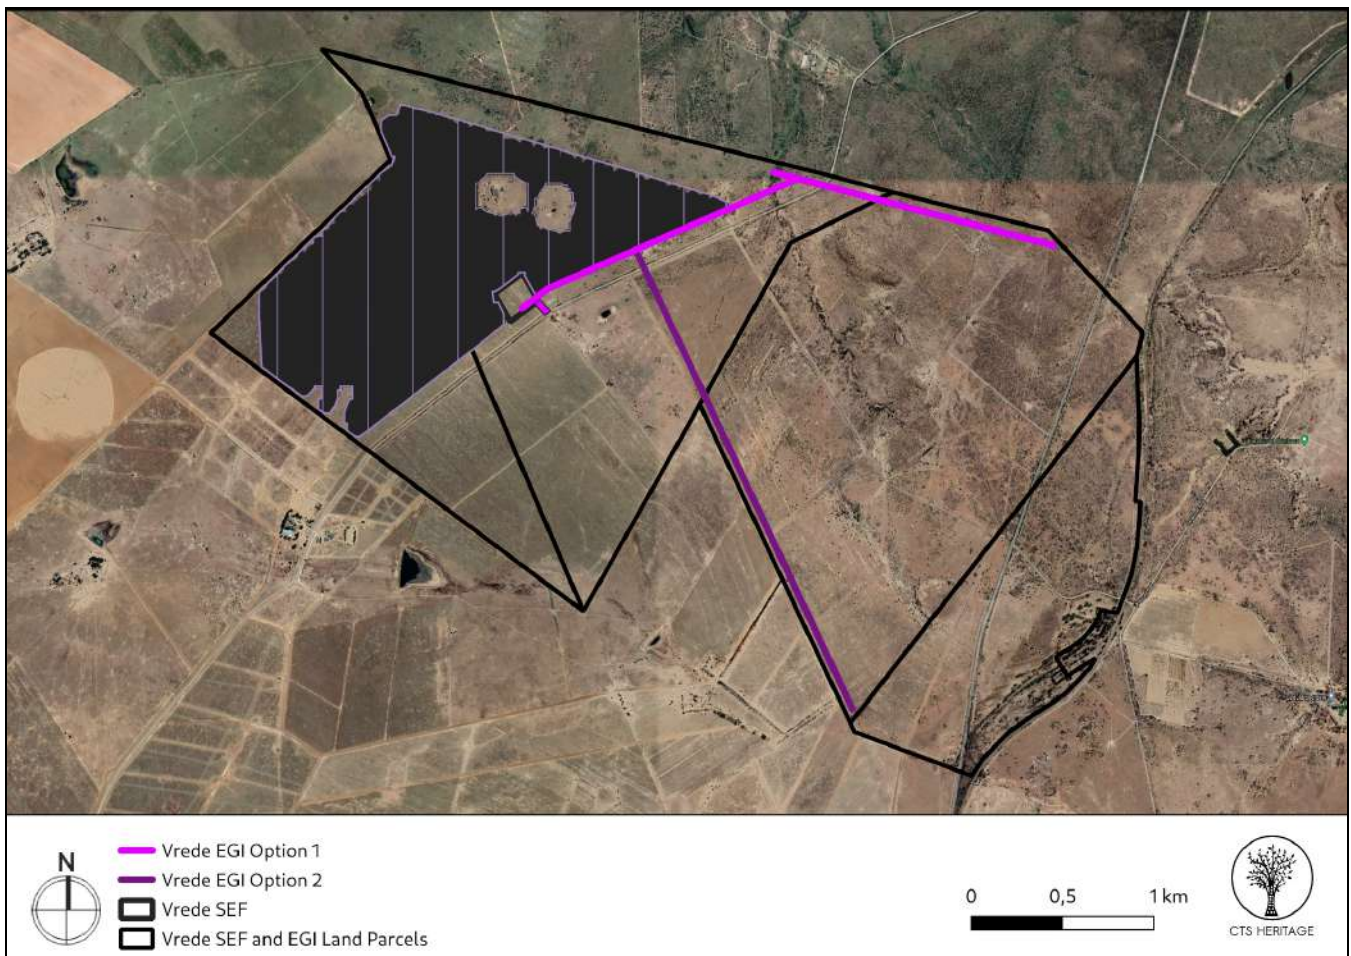 N
Vrede EGI Option 1
Vrede EGI Option 2
Vrede SEF
Vrede SEF and EGI Land Parcels
0 0,5 1 km
CTS HERITAGE